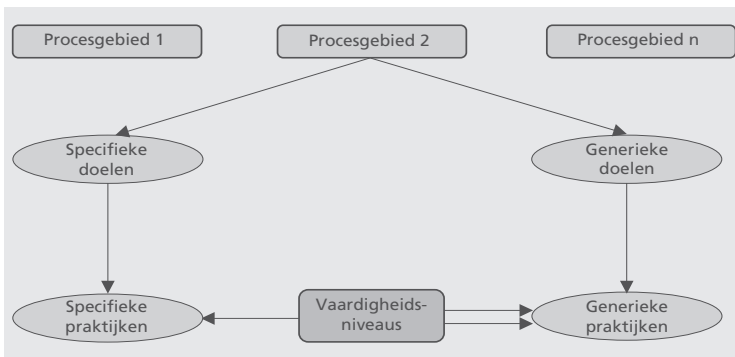 Procesgebied 1
Procesgebied 2
Procesgebied n
Specifieke
doelen
Generieke
doelen
Specifieke
praktijken
Vaardigheids-
niveaus
Generieke
praktijken